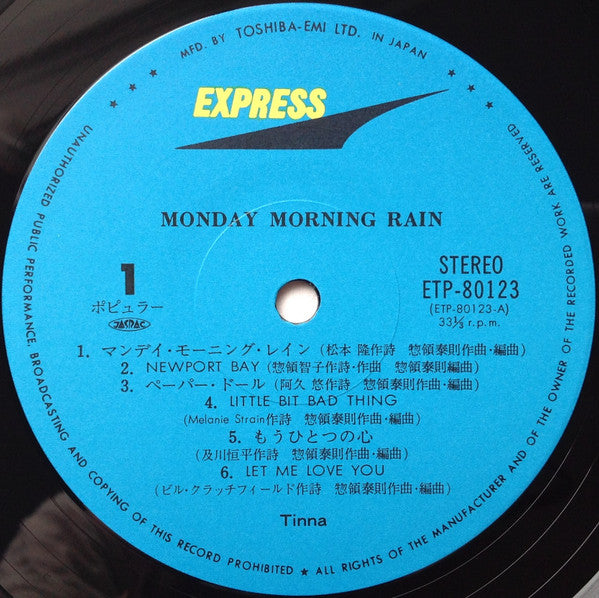 MFD. BY TOSHIBA-EMI LTD. IN JAPAN
EXPRESS
MONDAY MORNING RAIN
1
ポピュラー
JASRAC
STEREO
ETP-80123
(ETP-80123-A)
33⅓ r.p.m.
1. マンデイ・モーニング・レイン (松本 隆作詩 惣領泰則作曲・編曲)
2. NEWPORT BAY (惣領智子作詩・作曲 惣領泰則編曲)
3. ペーパー・ドール (阿久 悠作詩 惣領泰則作曲・編曲)
4. LITTLE BIT BAD THING
(Melanie Strain作詩 惣領泰則作曲・編曲)
5. もうひとつの心
(及川恒平作詩 惣領泰則作曲・編曲)
6. LET ME LOVE YOU
(ビル・クラッチフィールド作詩 惣領泰則作曲・編曲)
Tinna
UNAUTHORIZED PUBLIC PERFORMANCE, BROADCASTING AND COPYING OF THIS RECORD PROHIBITED ★ ALL RIGHTS OF THE MANUFACTURER AND OF THE OWNER OF THE RECORDED WORK ARE RESERVED